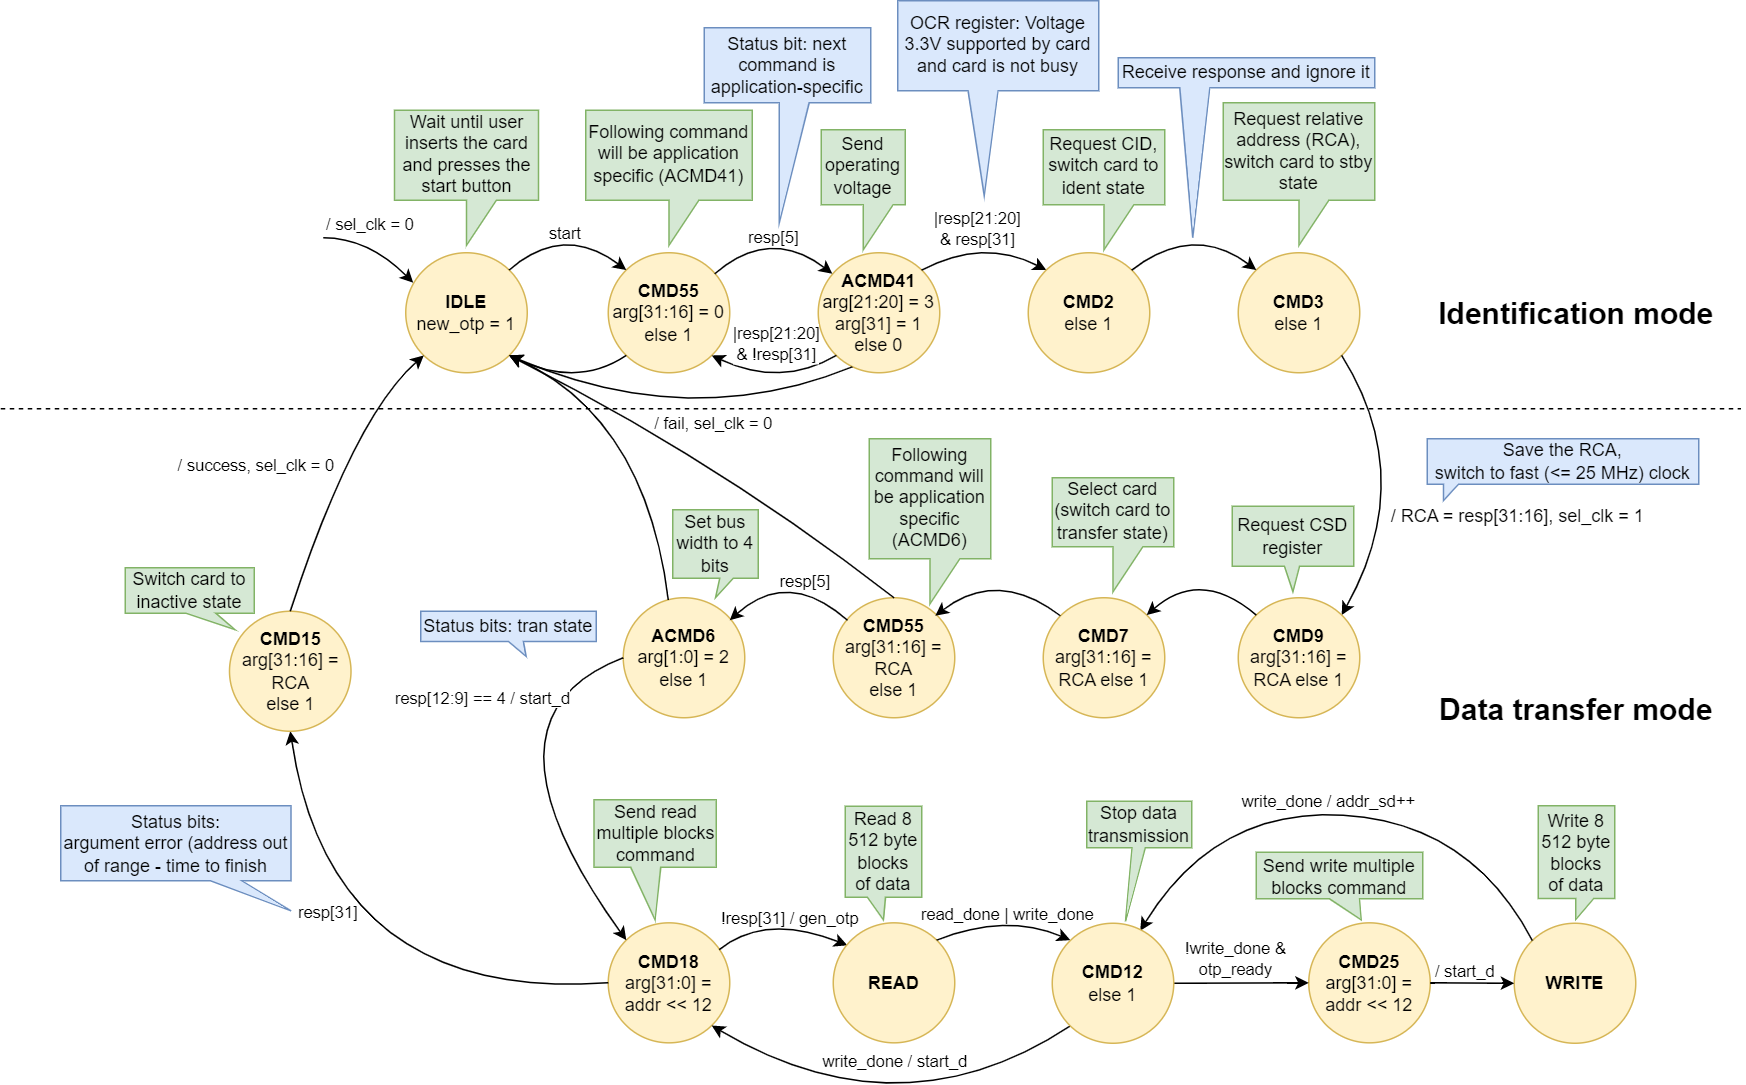 OCR register: Voltage
3.3V supported by card
and card is not busy
Status bit: next
command is
application-specific
Receive response and ignore it
Wait until user
inserts the card
and presses the
start button
Following command
will be application
specific (ACMD41)
Send
operating
voltage
Request CID,
switch card to
ident state
Request relative
address (RCA),
switch card to stby
state
/ sel_clk = 0
start
resp[5]
|resp[21:20]
& resp[31]
IDLE
new_otp = 1
CMD55
arg[31:16] = 0
else 1
ACMD41
arg[21:20] = 3
arg[31] = 1
else 0
|resp[21:20]
& !resp[31]
CMD2
else 1
CMD3
else 1
Identification mode
/ fail, sel_clk = 0
/ success, sel_clk = 0
Save the RCA,
switch to fast (<= 25 MHz) clock
/ RCA = resp[31:16], sel_clk = 1
Set bus
width to 4
bits
Following
command will
be application
specific
(ACMD6)
Select card
(switch card to
transfer state)
Request CSD
register
Switch card to
inactive state
Status bits: tran state
resp[5]
CMD15
arg[31:16] =
RCA
else 1
ACMD6
arg[1:0] = 2
else 1
CMD55
arg[31:16] =
RCA
else 1
CMD7
arg[31:16] =
RCA else 1
CMD9
arg[31:16] =
RCA else 1
resp[12:9] == 4 / start_d
Data transfer mode
Status bits:
argument error (address out
of range - time to finish
resp[31]
Send read
multiple blocks
command
Read 8
512 byte
blocks
of data
Stop data
transmission
write_done / addr_sd++
Send write multiple
blocks command
Write 8
512 byte
blocks
of data
!resp[31] / gen_otp
read_done | write_done
!write_done &
otp_ready
/ start_d
CMD18
arg[31:0] =
addr << 12
READ
CMD12
else 1
CMD25
arg[31:0] =
addr << 12
WRITE
write_done / start_d